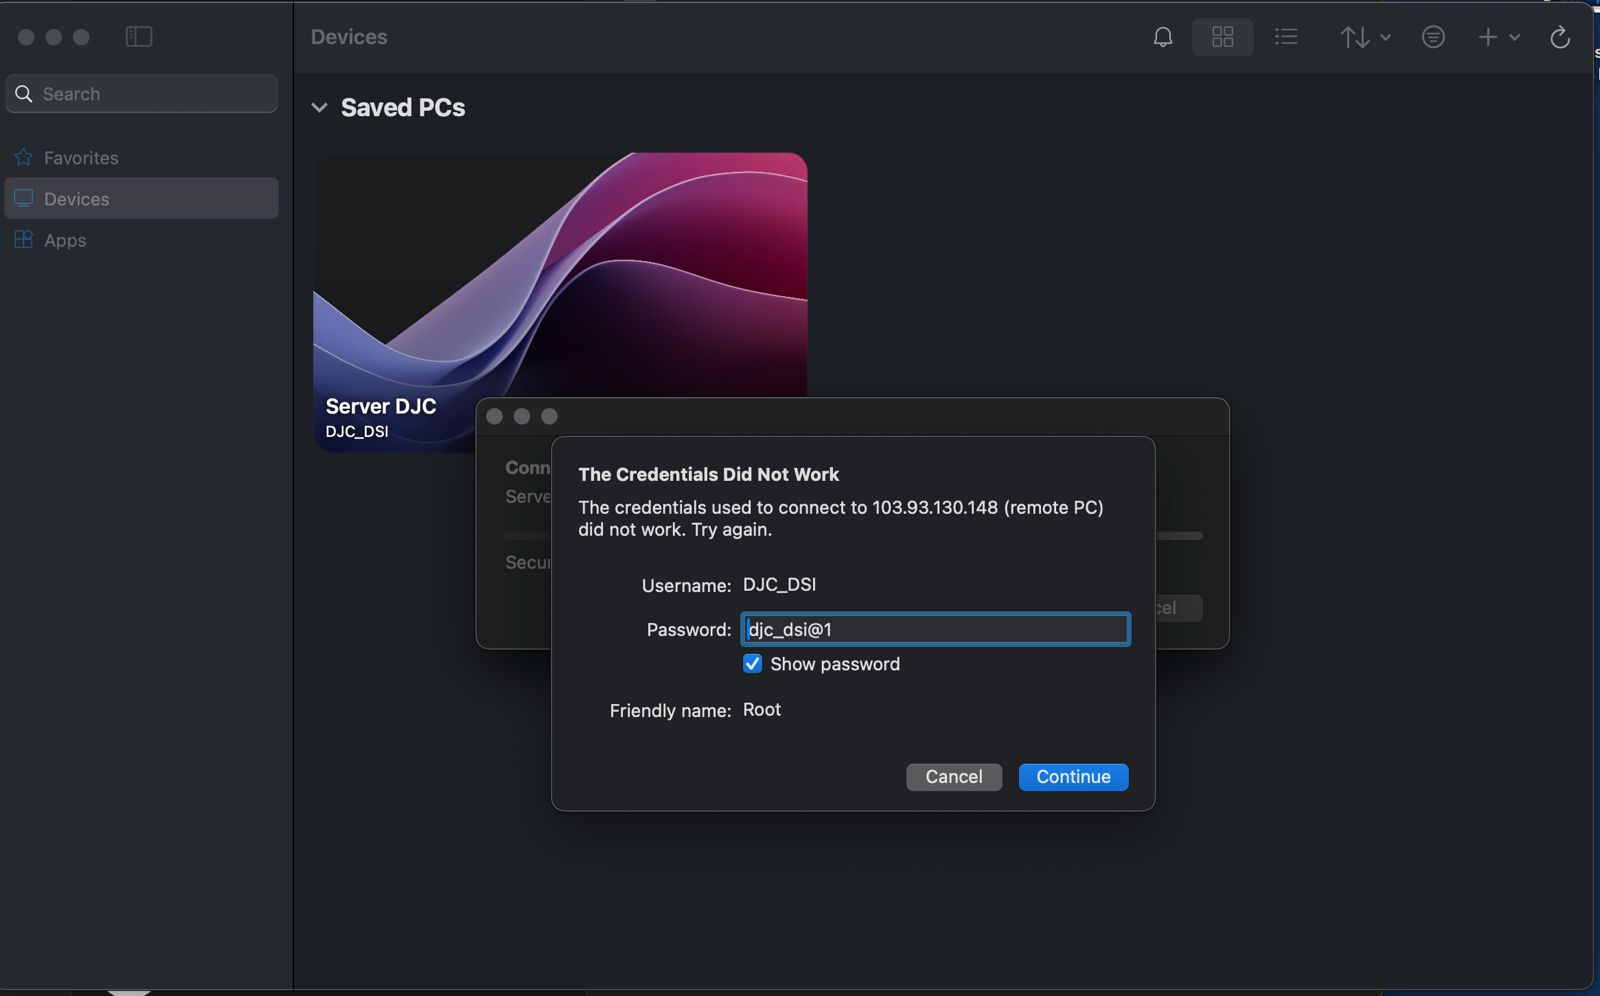 Devices
Search
Favorites
Devices
Apps
Saved PCs
Server DJC
DJC_DSI
Conn
Serve
Secur
cel
The Credentials Did Not Work
The credentials used to connect to 103.93.130.148 (remote PC)
did not work. Try again.
Username: DJC_DSI
Password: djc_dsi@1
Show password
Friendly name: Root
Cancel
Continue